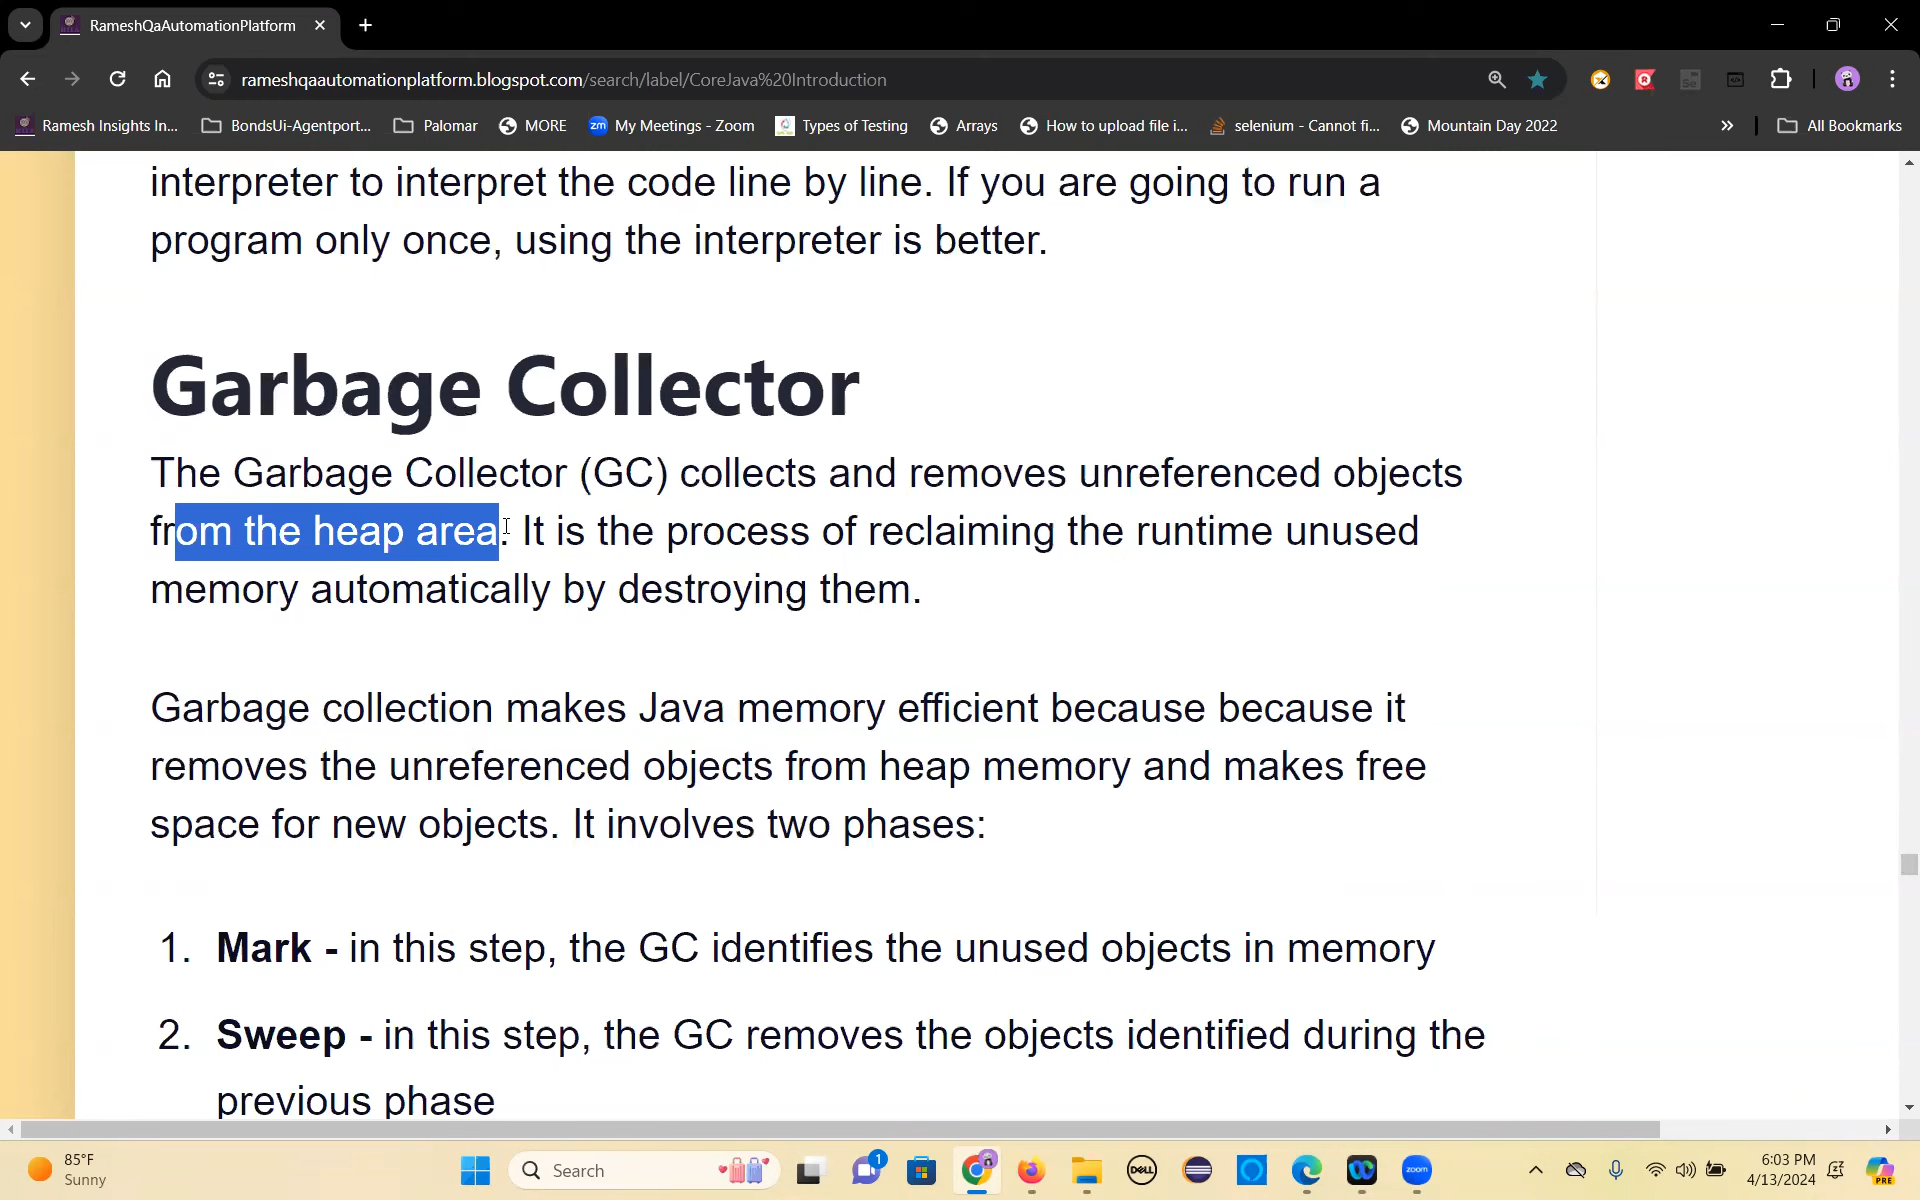 RameshQaAutomationPlatform
rameshqaautomationplatform.blogspot.com/search/label/CoreJava%20Introduction
Ramesh Insights In... BondsUi-Agentport... Palomar MORE zm My Meetings - Zoom Types of Testing Arrays How to upload file i... selenium - Cannot fi... Mountain Day 2022 » All Bookmarks
interpreter to interpret the code line by line. If you are going to run a
program only once, using the interpreter is better.
Garbage Collector
The Garbage Collector (GC) collects and removes unreferenced objects
from the heap area. It is the process of reclaiming the runtime unused
memory automatically by destroying them.
Garbage collection makes Java memory efficient because because it
removes the unreferenced objects from heap memory and makes free
space for new objects. It involves two phases:
1. Mark - in this step, the GC identifies the unused objects in memory
2. Sweep - in this step, the GC removes the objects identified during the
previous phase
85°F
Sunny
Search
1
DELL
zoom
6:03 PM
4/13/2024
PRE